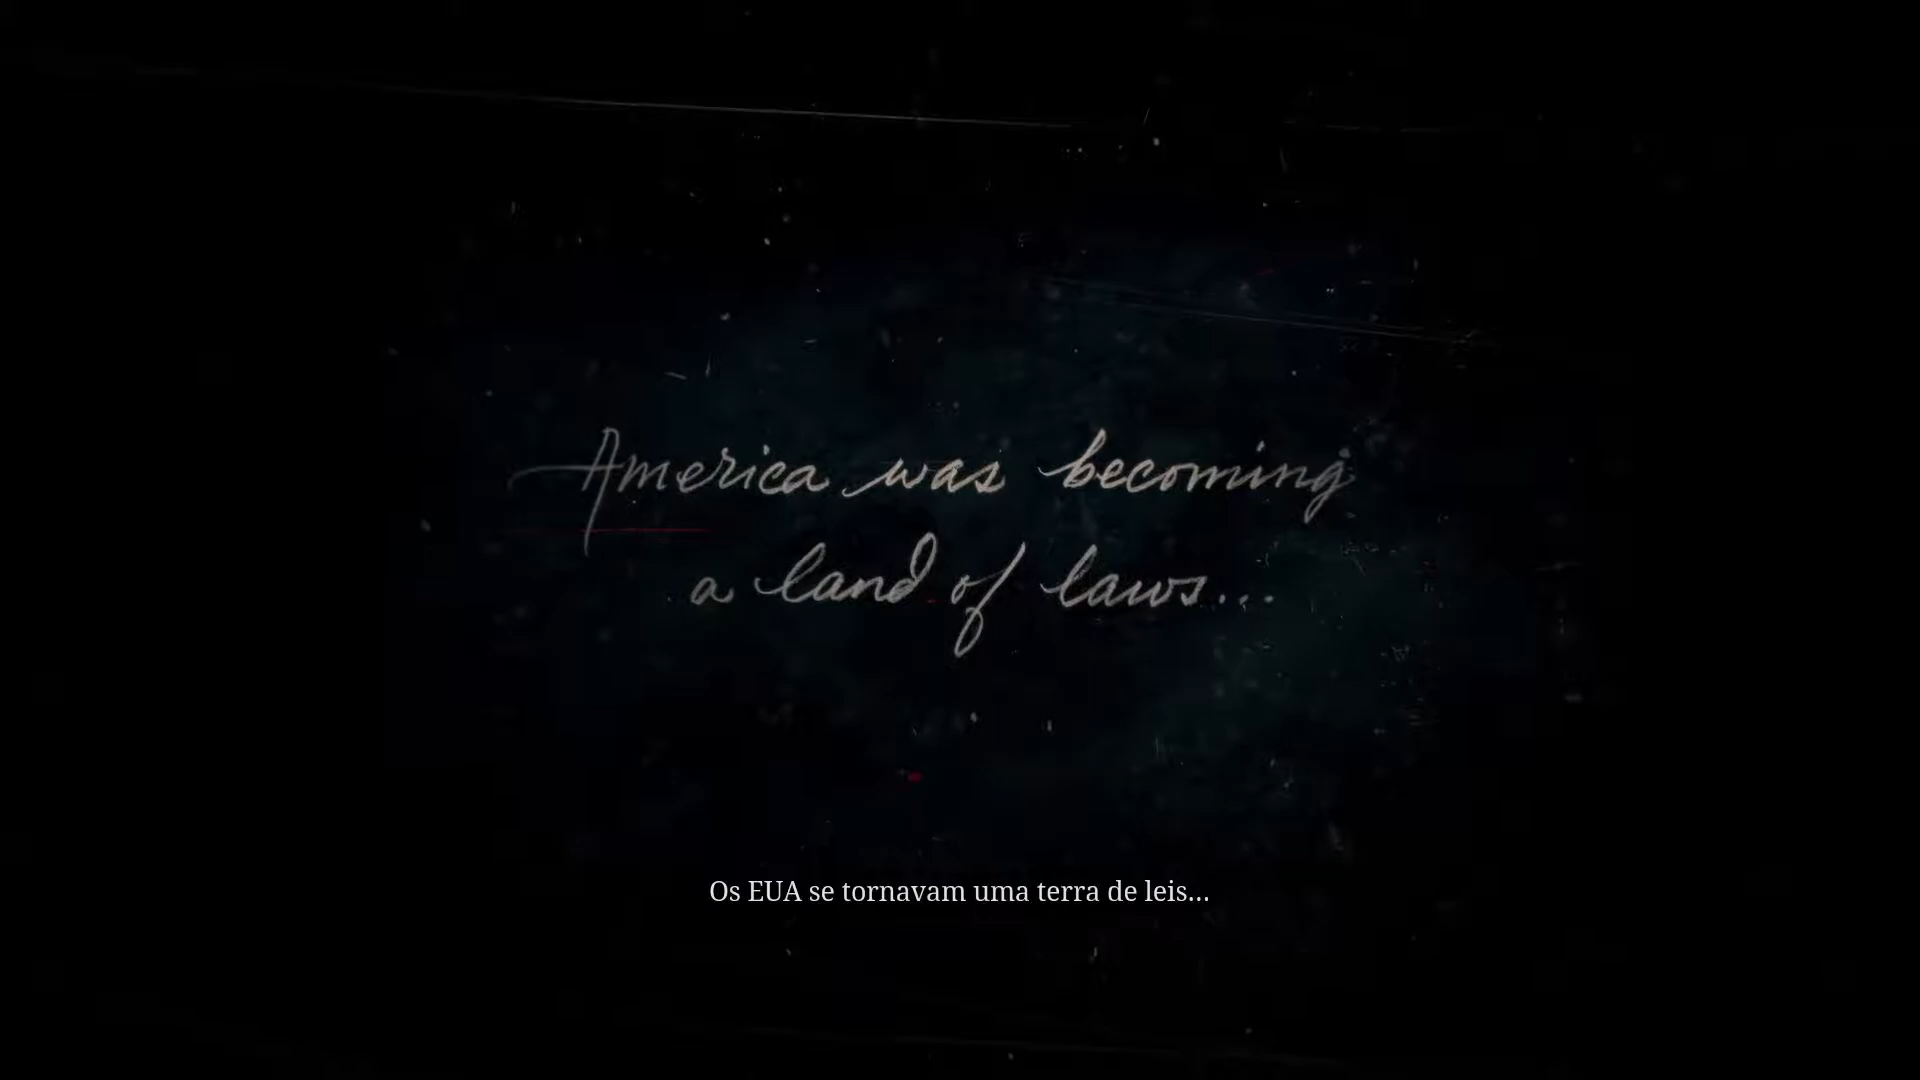 America was becoming
a land of laws...
Os EUA se tornavam uma terra de leis...